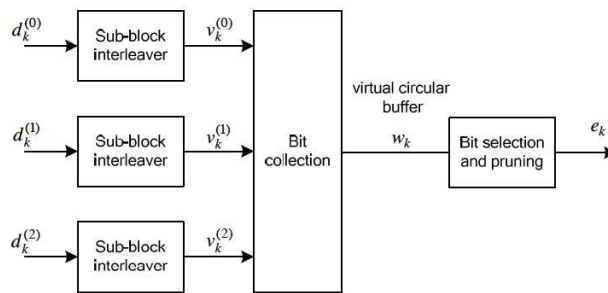 d_k^{(0)}
Sub-block
interleaver
v_k^{(0)}
d_k^{(1)}
Sub-block
interleaver
v_k^{(1)}
d_k^{(2)}
Sub-block
interleaver
v_k^{(2)}
Bit
collection
virtual circular
buffer
w_k
Bit selection
and pruning
e_k